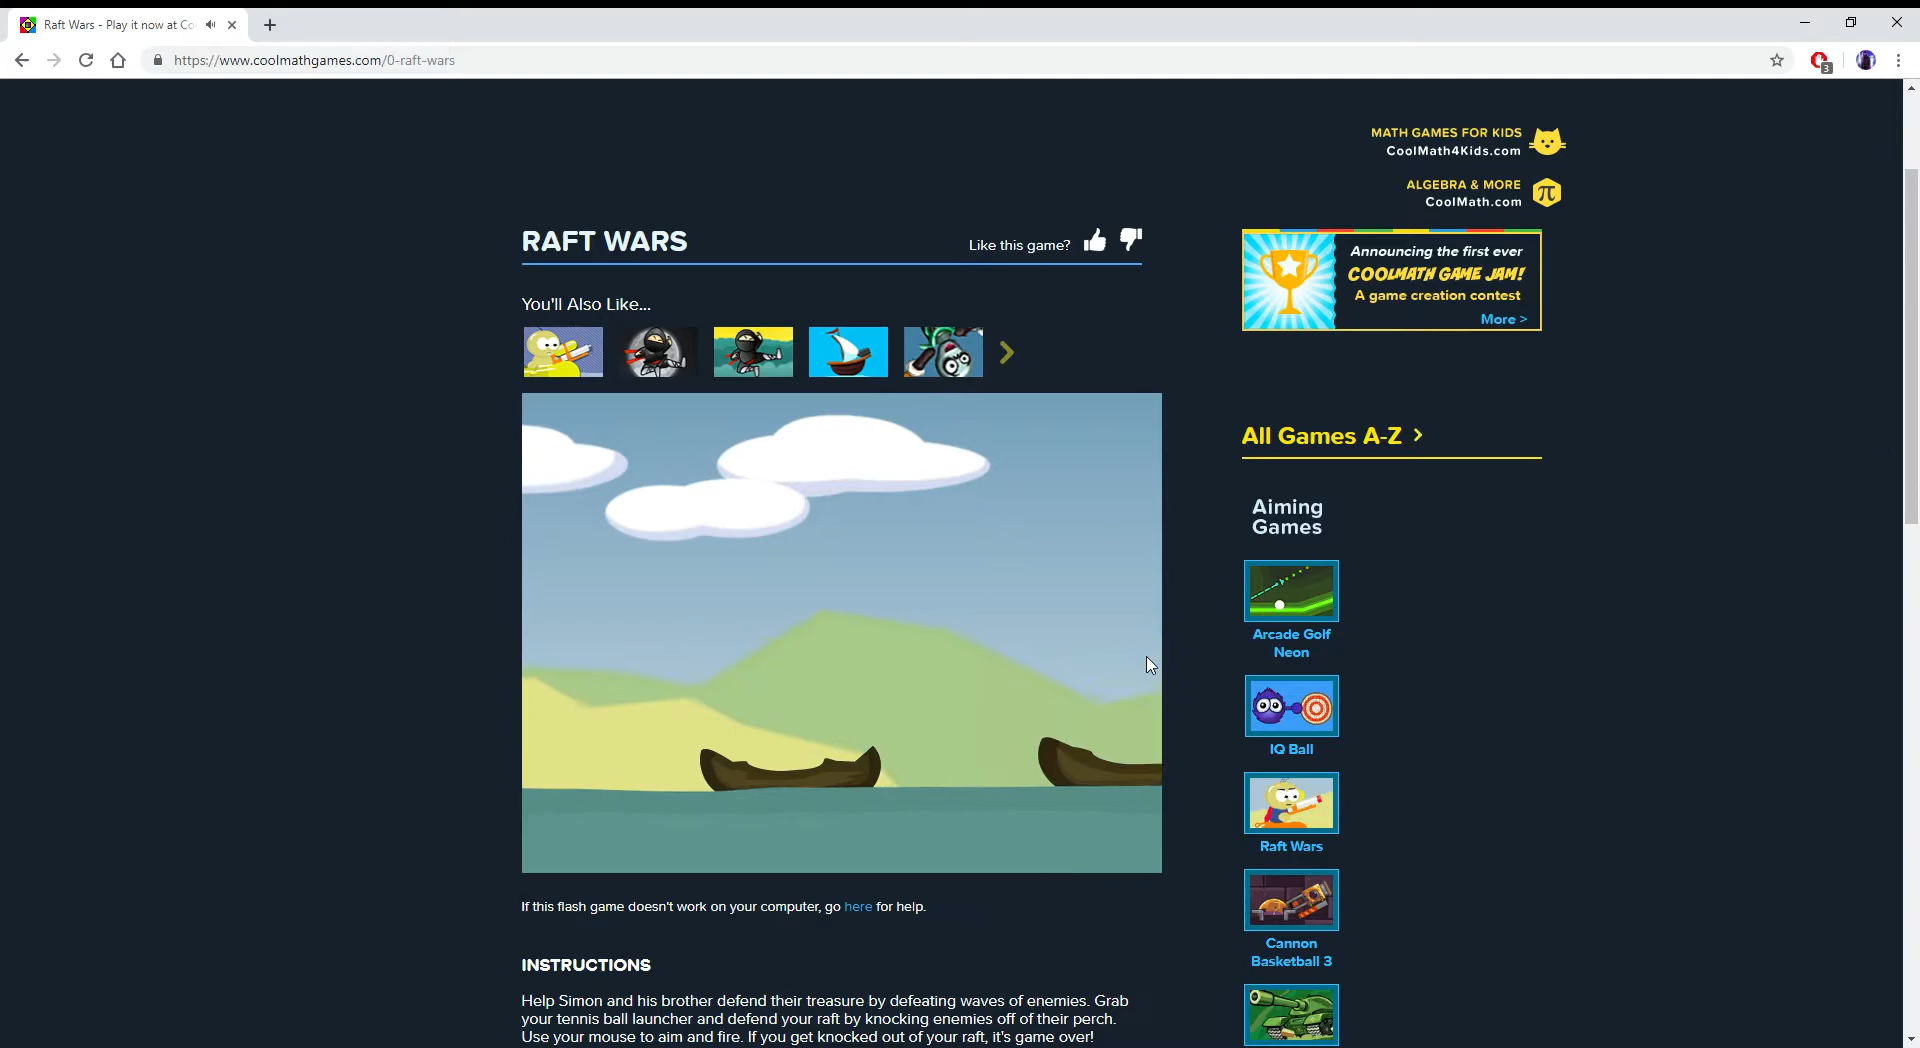 Raft Wars - Play it now at Co
https://www.coolmathgames.com/0-raft-wars
3
MATH GAMES FOR KIDS
CoolMath4Kids.com
ALGEBRA & MORE
CoolMath.com
π
RAFT WARS
Like this game?
Announcing the first ever
COOLMATH GAME JAM!
A game creation contest
More >
You'll Also Like...
All Games A-Z >
Aiming
Games
Arcade Golf
Neon
IQ Ball
Raft Wars
Cannon
Basketball 3
If this flash game doesn't work on your computer, go here for help.
INSTRUCTIONS
Help Simon and his brother defend their treasure by defeating waves of enemies. Grab
your tennis ball launcher and defend your raft by knocking enemies off of their perch.
Use your mouse to aim and fire. If you get knocked out of your raft, it's game over!